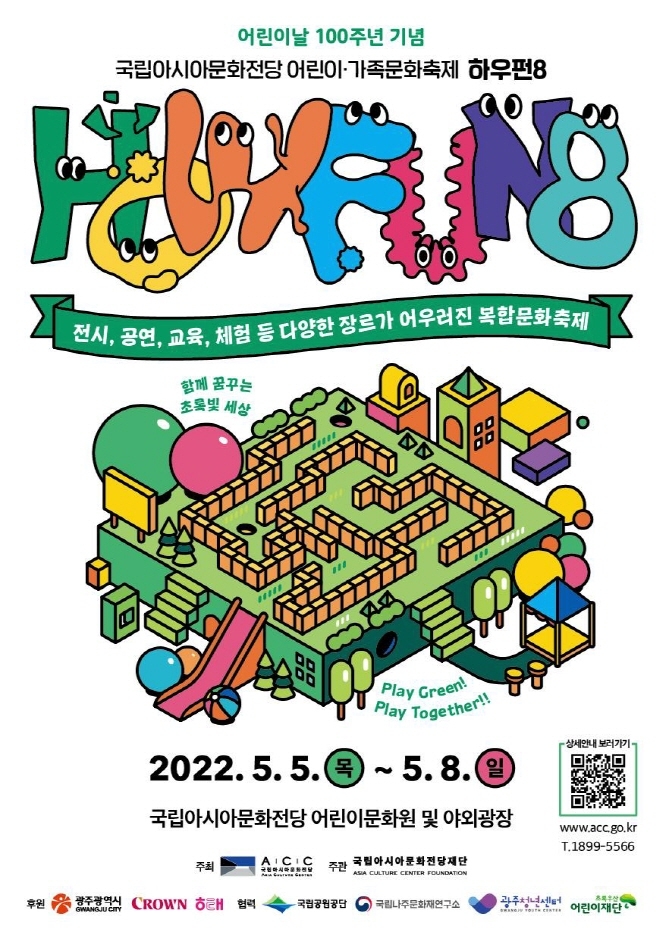 어린이날 100주년 기념
국립아시아문화전당 어린이·가족문화축제 하우펀8
HOW FUN 8
전시, 공연, 교육, 체험 등 다양한 장르가 어우러진 복합문화축제
함께 꿈꾸는
초록빛 세상
Play Green!
Play Together!!
2022. 5. 5. 목 ~ 5. 8. 일
국립아시아문화전당 어린이문화원 및 야외광장
상세안내 보러가기
www.acc.go.kr
T.1899-5566
주최 ACC 국립아시아문화전당 ASIA CULTURE CENTER 주관 국립아시아문화전당재단 ASIA CULTURE CENTER FOUNDATION
후원 광주광역시 GWANGJU CITY CROWN 해태 협력 국립공원공단 국립나주문화재연구소 광주청년센터 GWANGJU YOUTH CENTER 초록우산 어린이재단